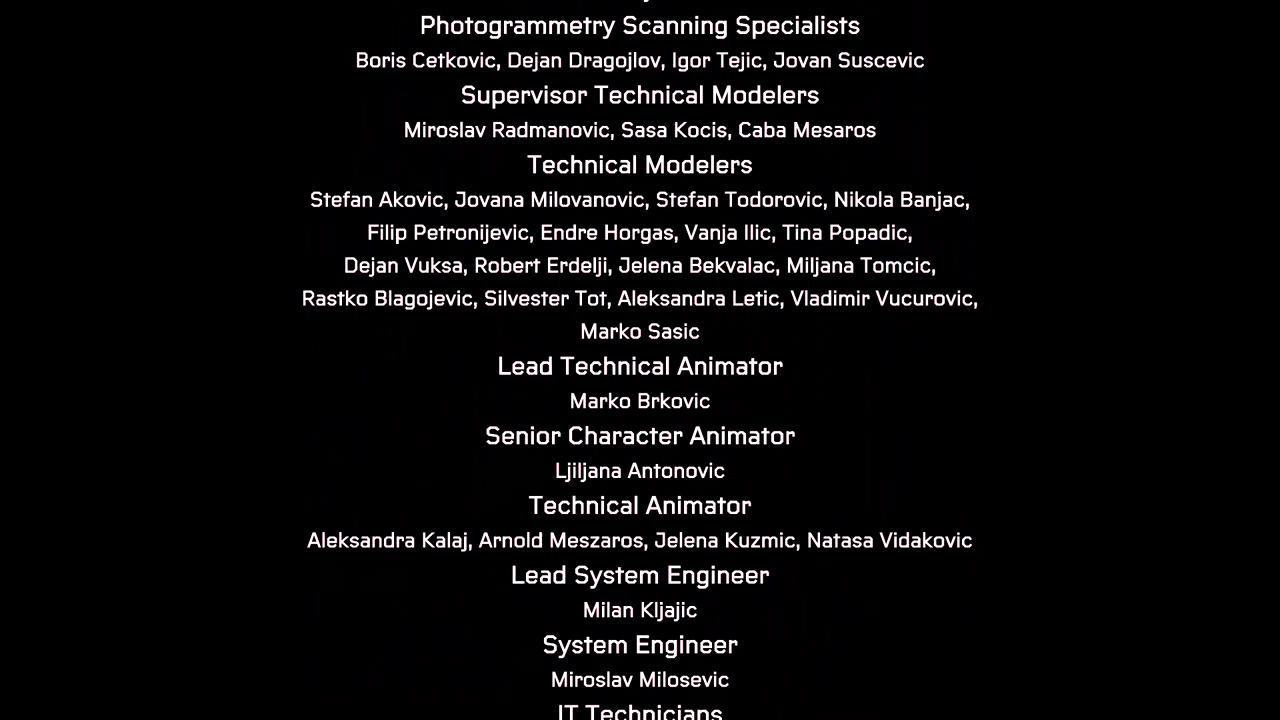 Photogrammetry Scanning Specialists
Boris Cetkovic, Dejan Dragojlov, Igor Tejic, Jovan Suscevic
Supervisor Technical Modelers
Miroslav Radmanovic, Sasa Kocis, Caba Mesaros
Technical Modelers
Stefan Akovic, Jovana Milovanovic, Stefan Todorovic, Nikola Banjac,
Filip Petronijevic, Endre Horgas, Vanja Ilic, Tina Popadic,
Dejan Vuksa, Robert Erdelji, Jelena Bekvalac, Miljana Tomcic,
Rastko Blagojevic, Silvester Tot, Aleksandra Letic, Vladimir Vucurovic,
Marko Sasic
Lead Technical Animator
Marko Brkovic
Senior Character Animator
Ljiljana Antonovic
Technical Animator
Aleksandra Kalaj, Arnold Meszaros, Jelena Kuzmic, Natasa Vidakovic
Lead System Engineer
Milan Kljajic
System Engineer
Miroslav Milosevic
IT Technicians